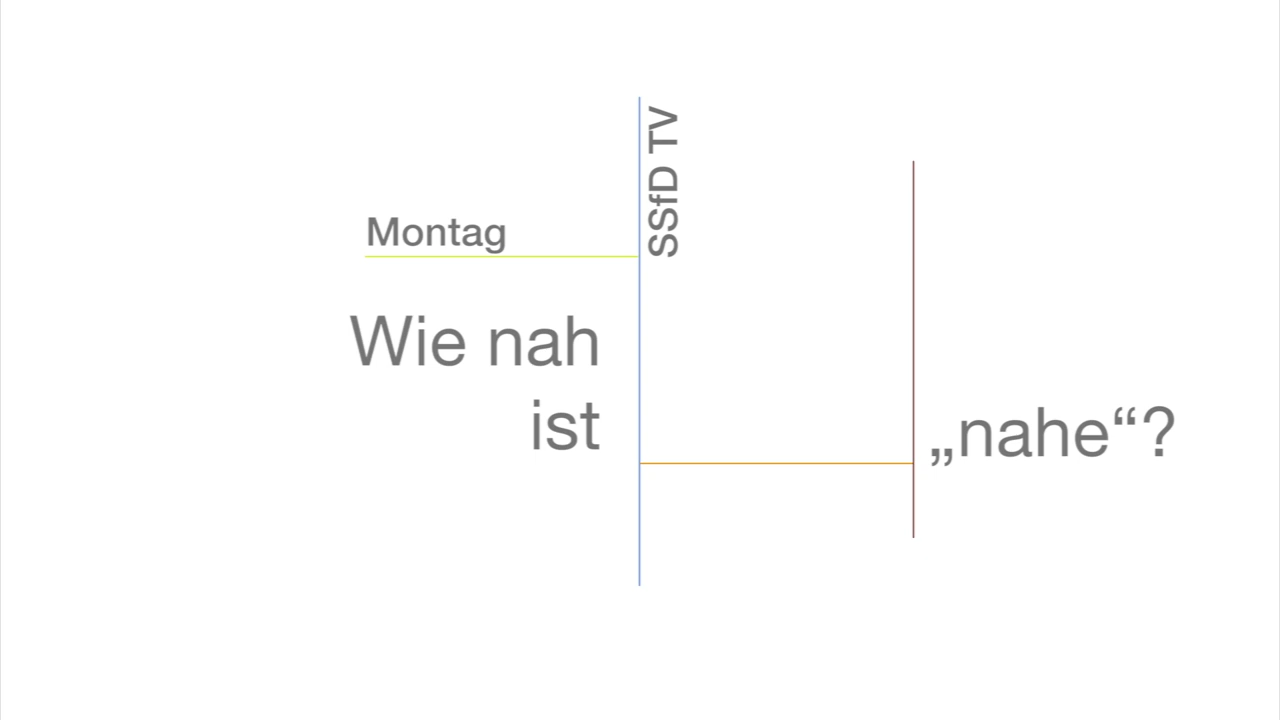 SSfD TV
Montag
Wie nah
ist
„nahe“?